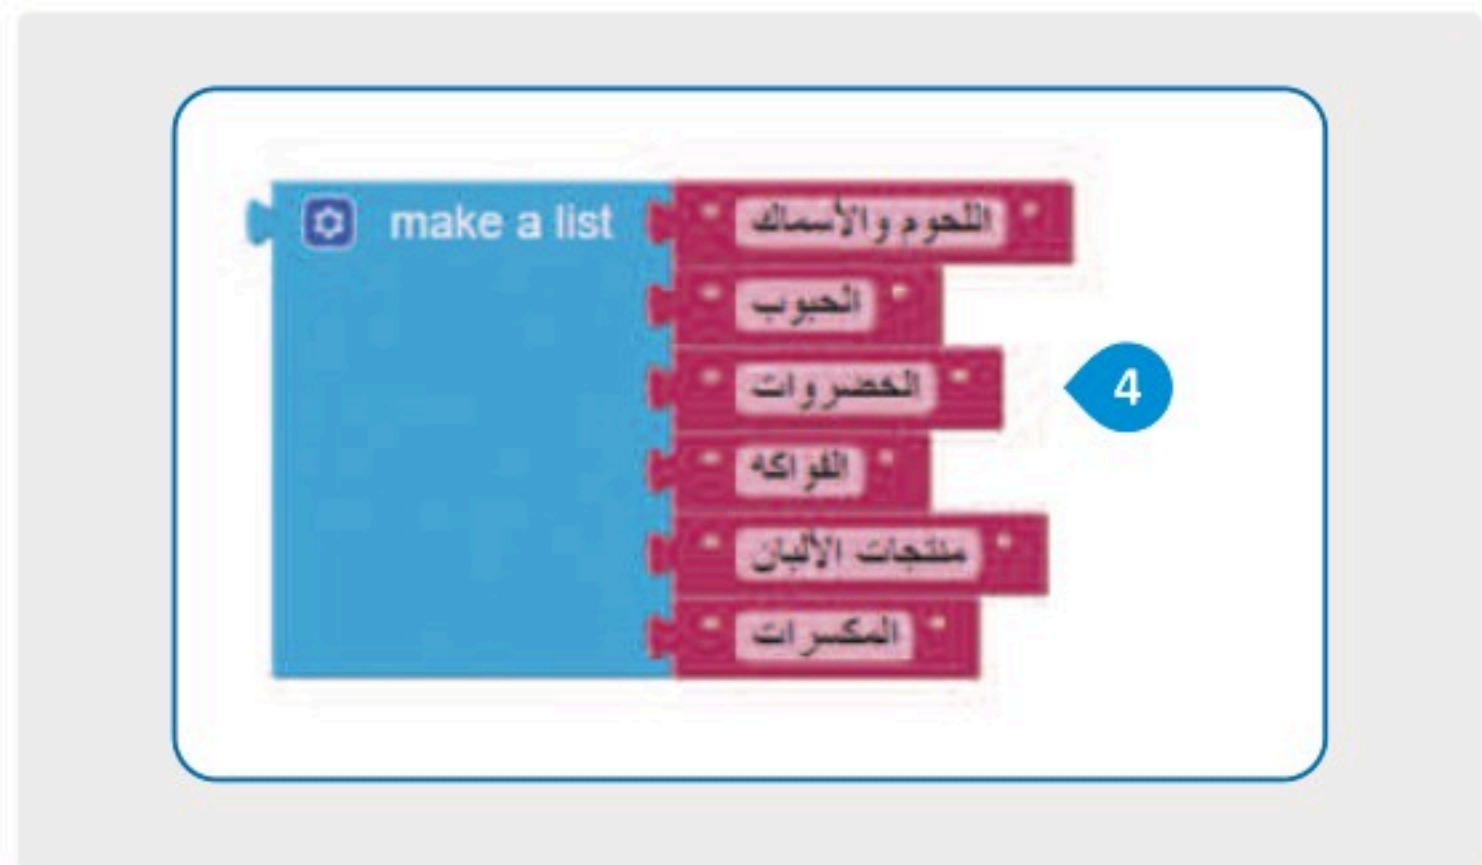 make a list
" اللحوم والأسماك "
" الحبوب "
" الخضروات "
4
" الفواكه "
" منتجات الألبان "
" المكسرات "